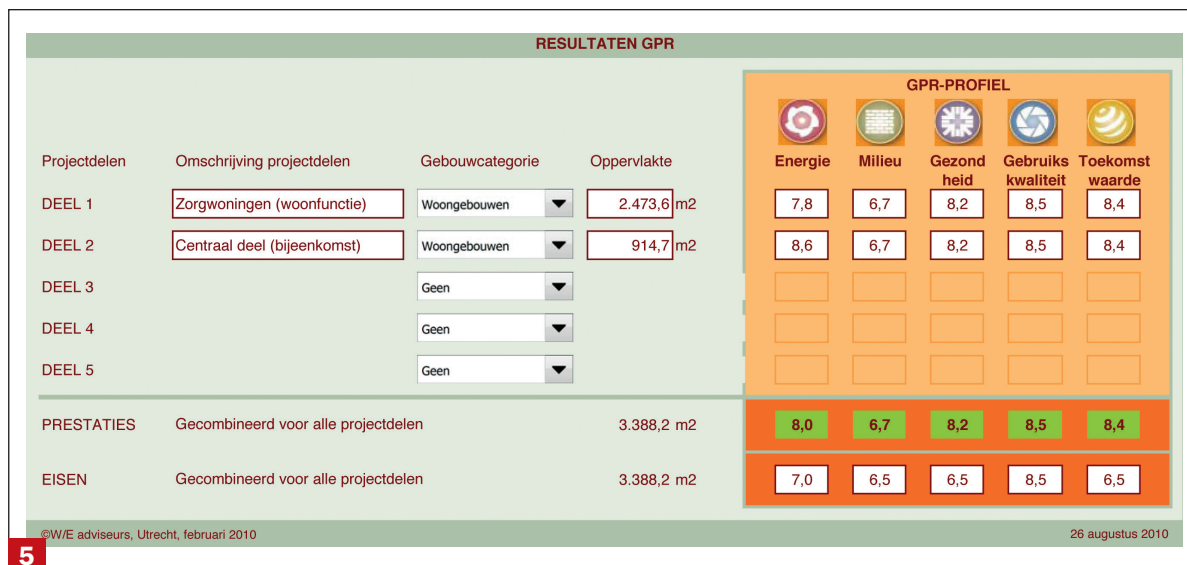 RESULTATEN GPR
GPR-PROFIEL
Projectdelen Omschrijving projectdelen Gebouwcategorie Oppervlakte Energie Milieu Gezond heid Gebruiks kwaliteit Toekomst waarde
DEEL 1 Zorgwoningen (woonfunctie) Woongebouwen 2.473,6 m2 7,8 6,7 8,2 8,5 8,4
DEEL 2 Centraal deel (bijeenkomst) Woongebouwen 914,7 m2 8,6 6,7 8,2 8,5 8,4
DEEL 3 Geen
DEEL 4 Geen
DEEL 5 Geen
PRESTATIES Gecombineerd voor alle projectdelen 3.388,2 m2 8,0 6,7 8,2 8,5 8,4
EISEN Gecombineerd voor alle projectdelen 3.388,2 m2 7,0 6,5 6,5 8,5 6,5
©W/E adviseurs, Utrecht, februari 2010 26 augustus 2010
5